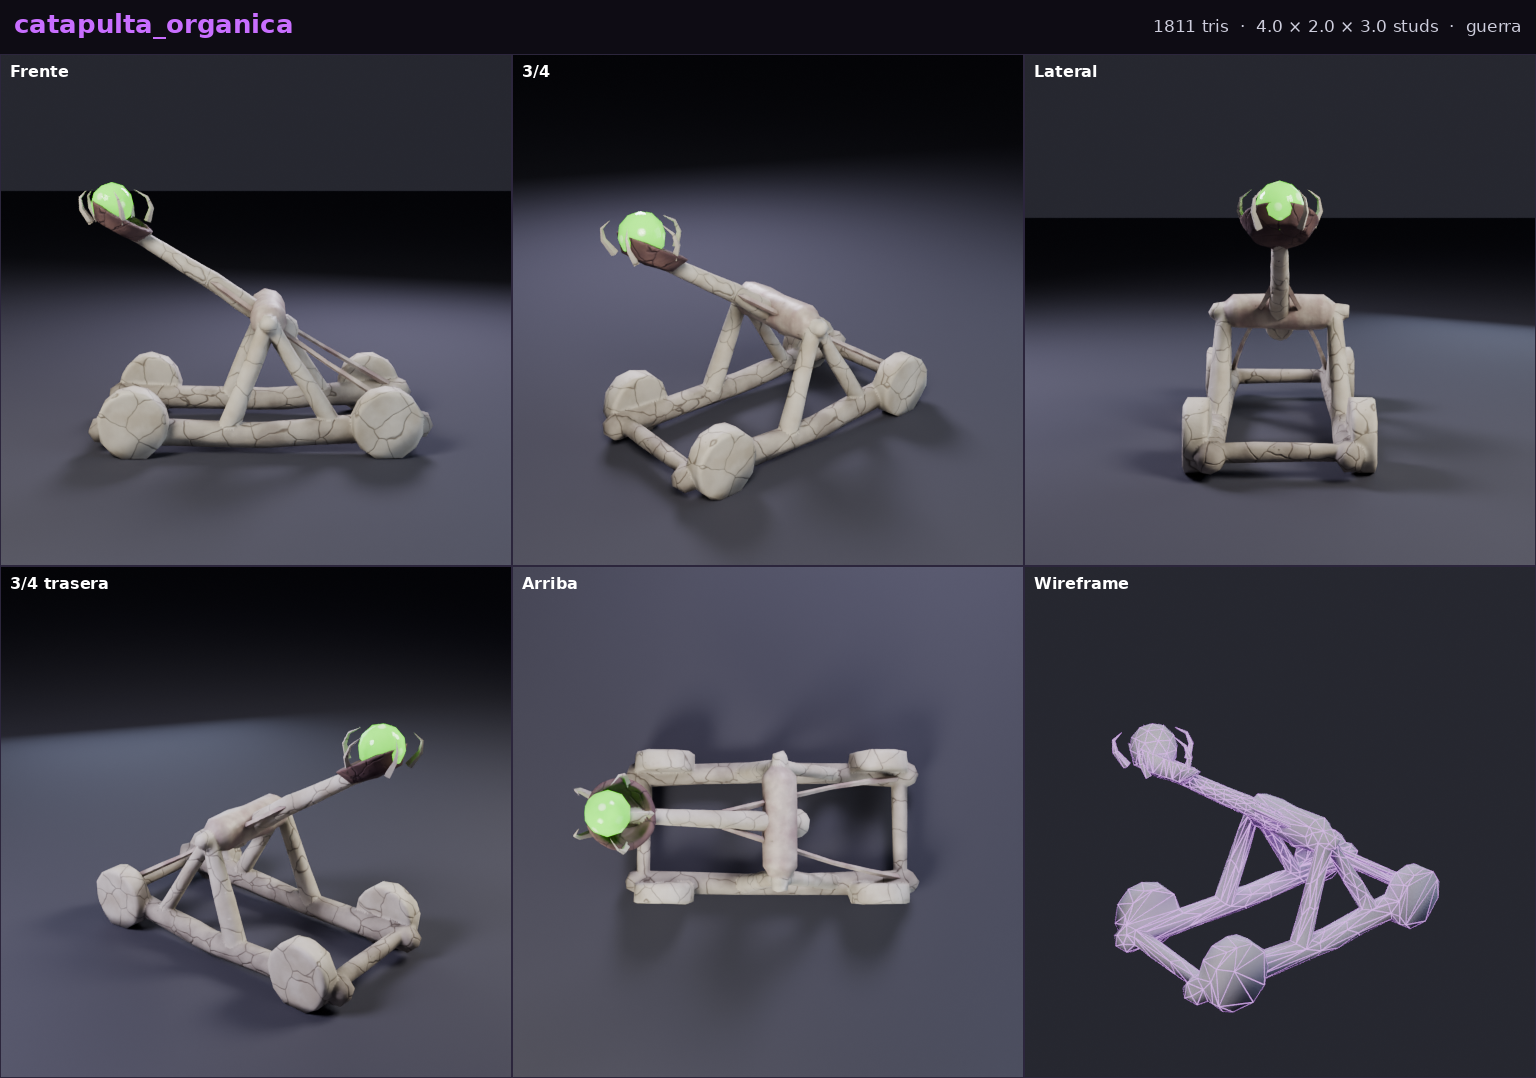 catapulta_organica
1811 tris · 4.0 × 2.0 × 3.0 studs · guerra
Frente
3/4
Lateral
3/4 trasera
Arriba
Wireframe